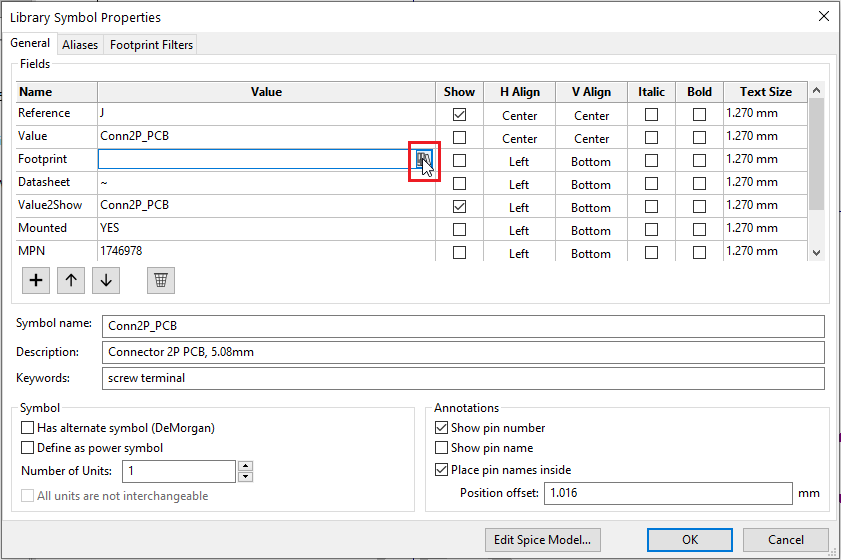 Library Symbol Properties
General Aliases Footprint Filters
Fields
Name Value Show H Align V Align Italic Bold Text Size
Reference J Center Center 1.270 mm
Value Conn2P_PCB Center Center 1.270 mm
Footprint Left Bottom 1.270 mm
Datasheet ~ Left Bottom 1.270 mm
Value2Show Conn2P_PCB Left Bottom 1.270 mm
Mounted YES Left Bottom 1.270 mm
MPN 1746978 Left Bottom 1.270 mm
Symbol name: Conn2P_PCB
Description: Connector 2P PCB, 5.08mm
Keywords: screw terminal
Symbol
Has alternate symbol (DeMorgan)
Define as power symbol
Number of Units: 1
All units are not interchangeable
Annotations
Show pin number
Show pin name
Place pin names inside
Position offset: 1.016 mm
Edit Spice Model... OK Cancel